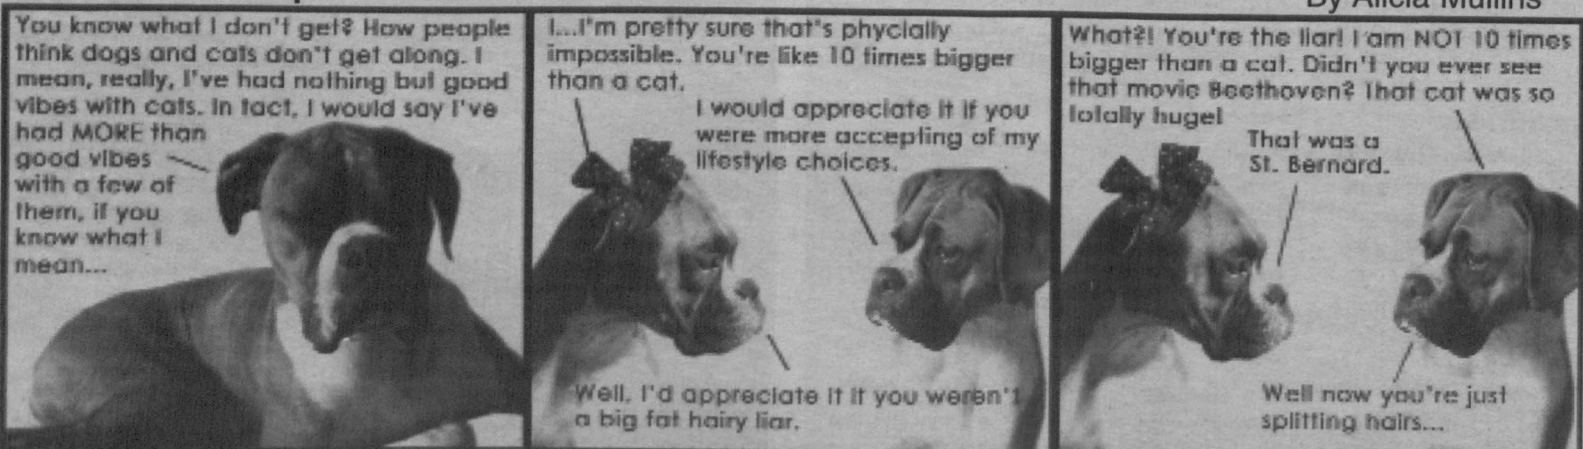 By Alicia Mullins
You know what I don't get? How people
think dogs and cats don't get along. I
mean, really, I've had nothing but good
vibes with cats. In fact, I would say I've
had MORE than
good vibes
with a few of
them, if you
know what I
mean...
I...I'm pretty sure that's phycially
impossible. You're like 10 times bigger
than a cat.
I would appreciate it if you
were more accepting of my
lifestyle choices.
Well, I'd appreciate it if you weren't
a big fat hairy liar.
What?! You're the liar! I am NOT 10 times
bigger than a cat. Didn't you ever see
that movie Beethoven? That cat was so
totally huge!
That was a
St. Bernard.
Well now you're just
splitting hairs...